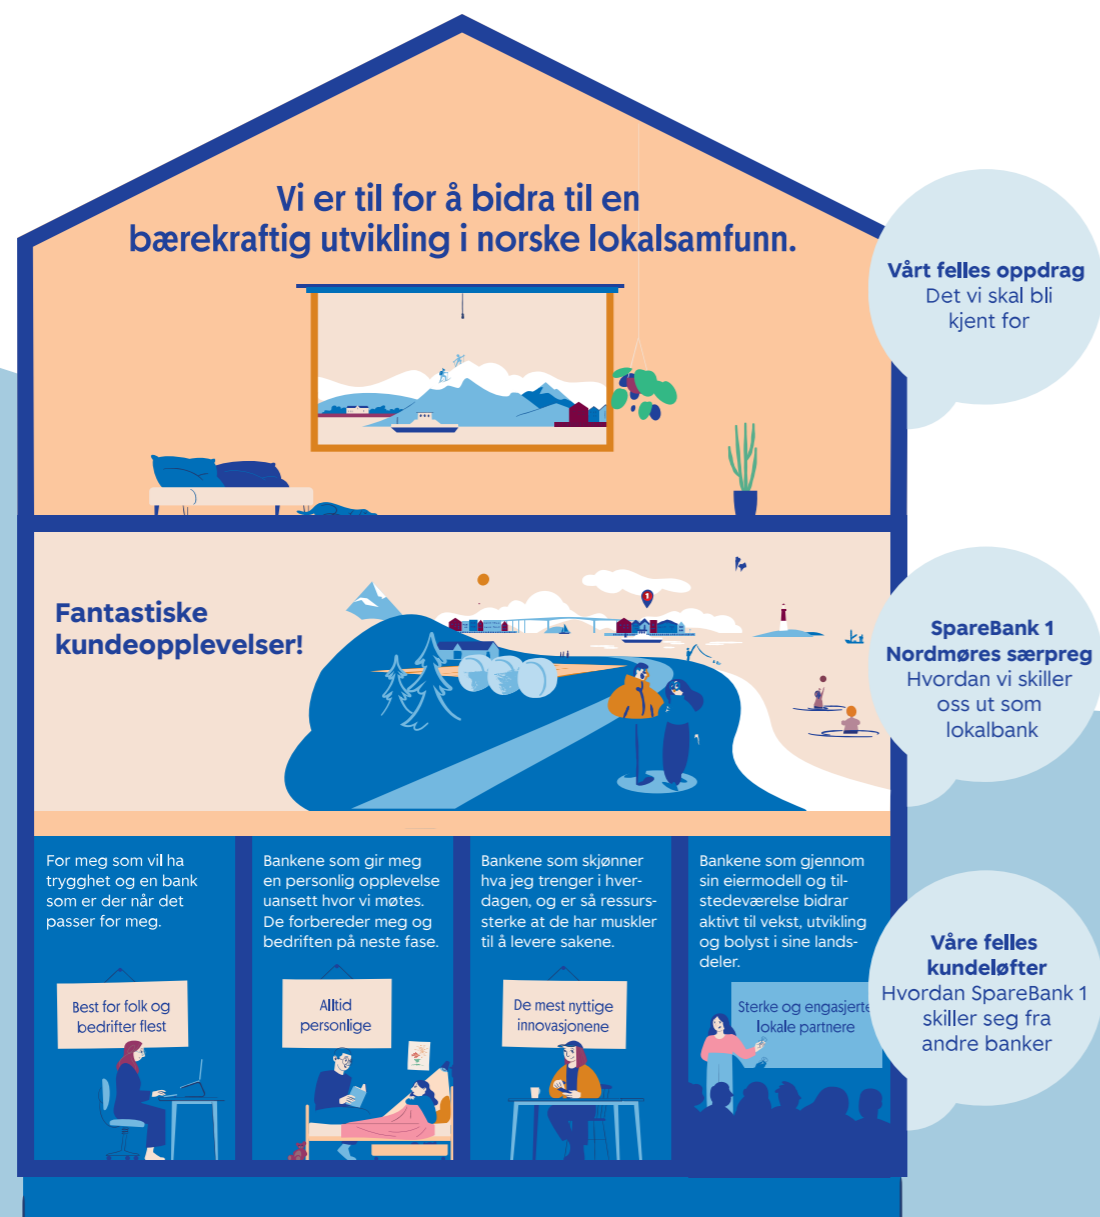 Vi er til for å bidra til en
bærekraftig utvikling i norske lokalsamfunn.
Vårt felles oppdrag
Det vi skal bli
kjent for
Fantastiske
kundeopplevelser!
1
SpareBank 1
Nordmøres særpreg
Hvordan vi skiller
oss ut som
lokalbank
For meg som vil ha
trygghet og en bank
som er der når det
passer for meg.
Best for folk og
bedrifter flest
Bankene som gir meg
en personlig opplevelse
uansett hvor vi møtes.
De forbereder meg og
bedriften på neste fase.
Alltid
personlige
Bankene som skjønner
hva jeg trenger i hver-
dagen, og er så ressurs-
sterke at de har muskler
til å levere sakene.
De mest nyttige
innovasjonene
Bankene som gjennom
sin eiermodell og til-
stedeværelse bidrar
aktivt til vekst, utvikling
og bolyst i sine lands-
deler.
Sterke og engasjerte
lokale partnere
Våre felles
kundeløfter
Hvordan SpareBank 1
skiller seg fra
andre banker